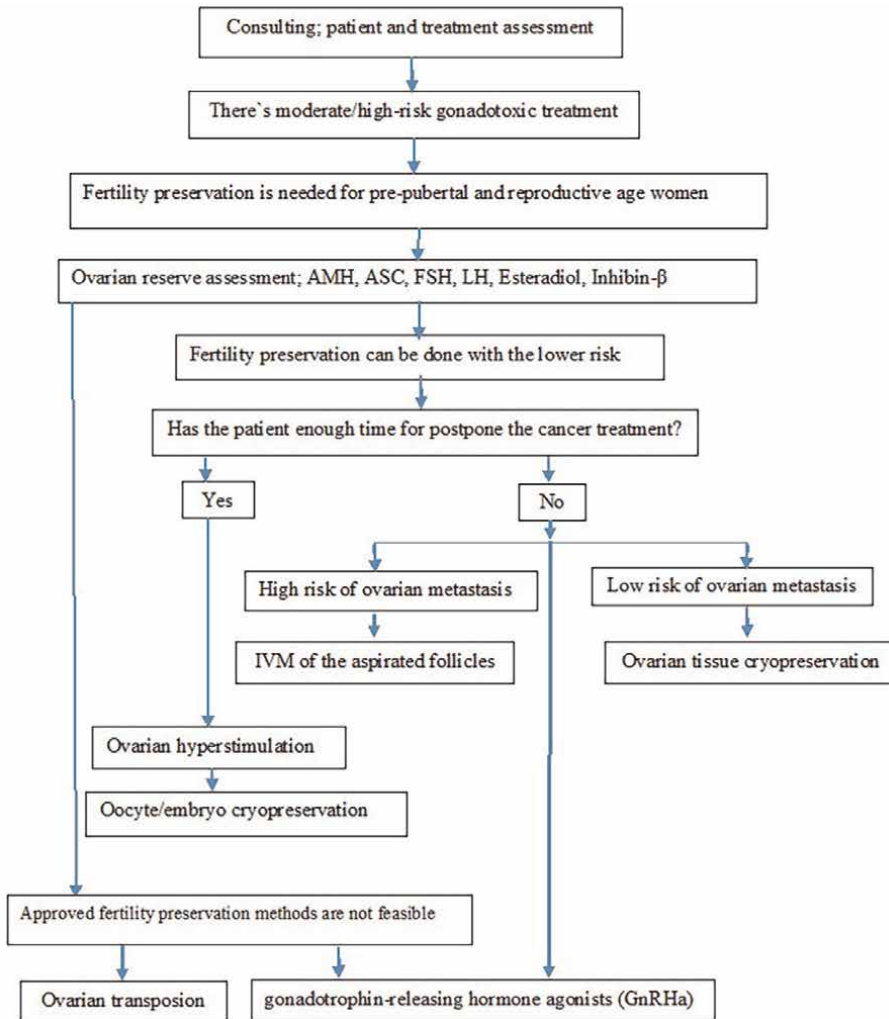 Consulting; patient and treatment assessment
There`s moderate/high-risk gonadotoxic treatment
Fertility preservation is needed for pre-pubertal and reproductive age women
Ovarian reserve assessment; AMH, ASC, FSH, LH, Esteradiol, Inhibin-β
Fertility preservation can be done with the lower risk
Has the patient enough time for postpone the cancer treatment?
Yes
No
High risk of ovarian metastasis
Low risk of ovarian metastasis
IVM of the aspirated follicles
Ovarian tissue cryopreservation
Ovarian hyperstimulation
Oocyte/embryo cryopreservation
Approved fertility preservation methods are not feasible
Ovarian transposion
gonadotrophin-releasing hormone agonists (GnRHa)